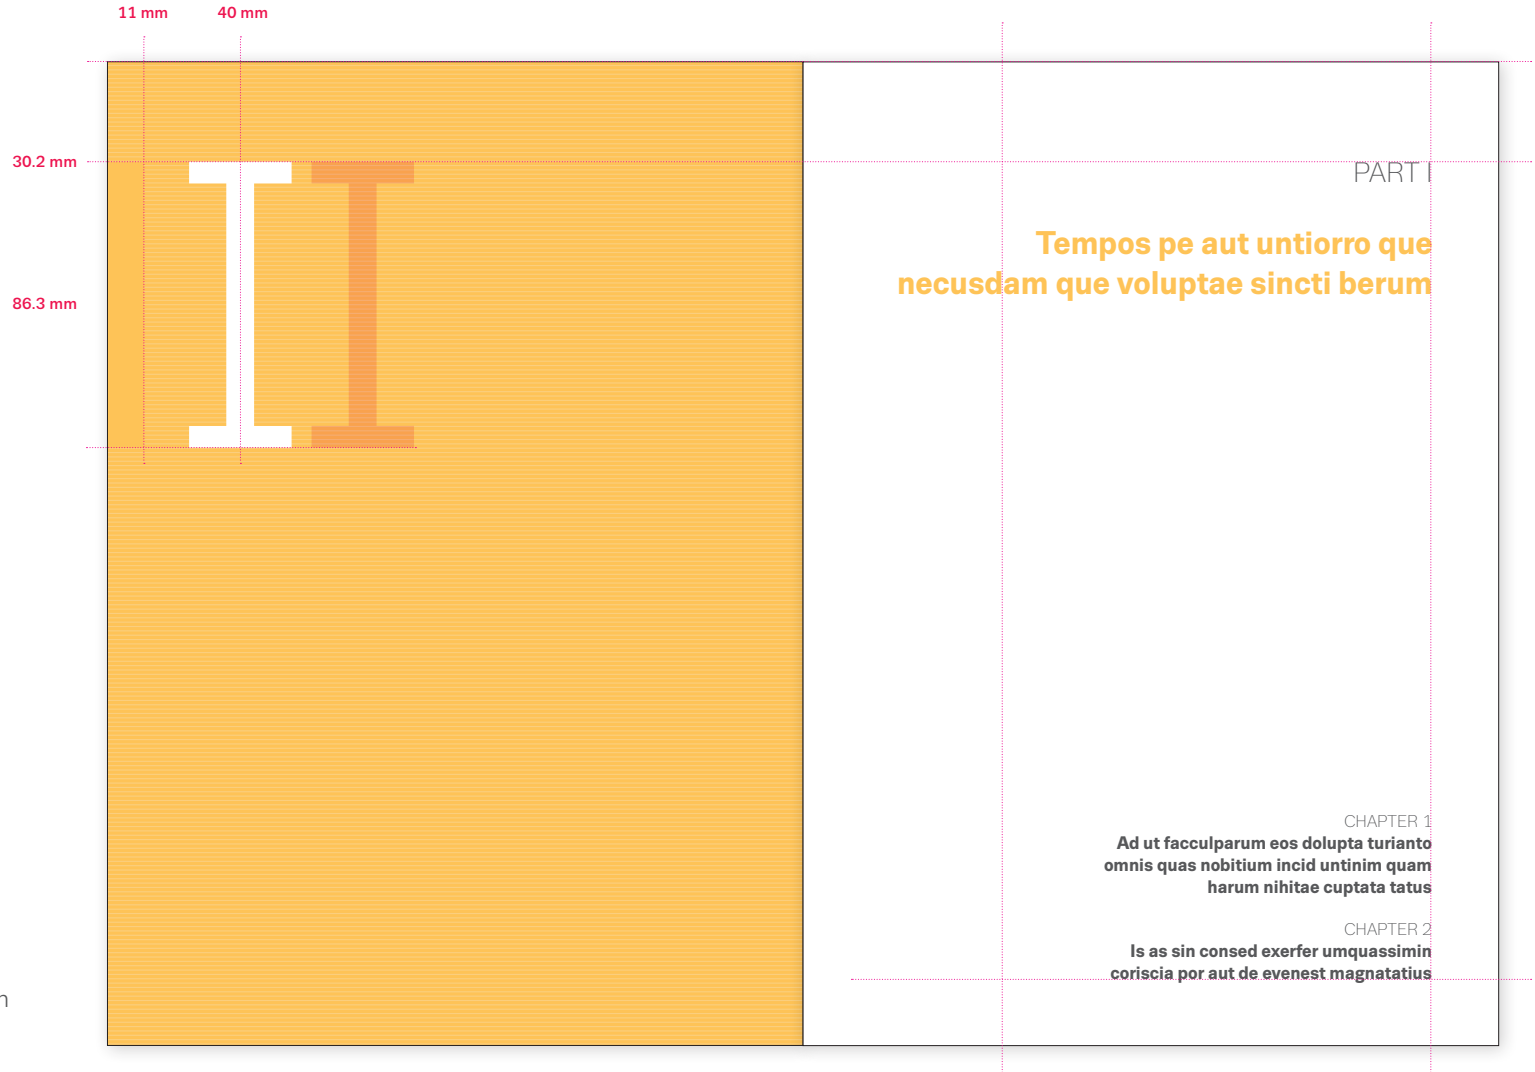 11 mm
40 mm
30.2 mm
86.3 mm
I I
PART I
Tempos pe aut untiorro que
necusdam que voluptae sincti berum
CHAPTER 1
Ad ut facculparum eos dolupta turianto
omnis quas nobitium incid untinim quam
harum nihitae cuptata tatus
CHAPTER 2
Is as sin consed exerfer umquassimin
coriscia por aut de evenest magnatatius